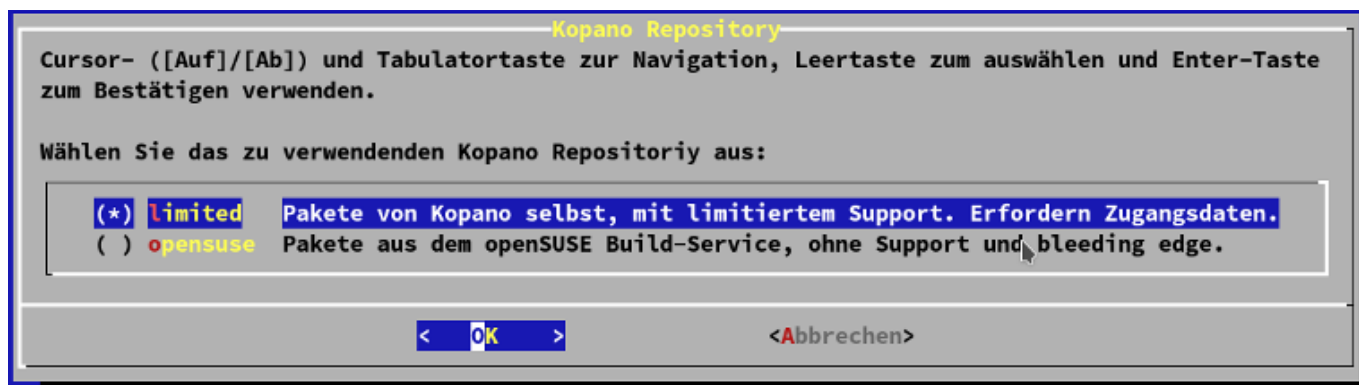 Kopano Repository
Cursor- ([Auf]/[Ab]) und Tabulatortaste zur Navigation, Leertaste zum auswählen und Enter-Taste
zum Bestätigen verwenden.
Wählen Sie das zu verwendenden Kopano Repositoriy aus:
(*) limited Pakete von Kopano selbst, mit limitiertem Support. Erfordern Zugangsdaten.
( ) opensuse Pakete aus dem openSUSE Build-Service, ohne Support und bleeding edge.
< OK > <Abbrechen>